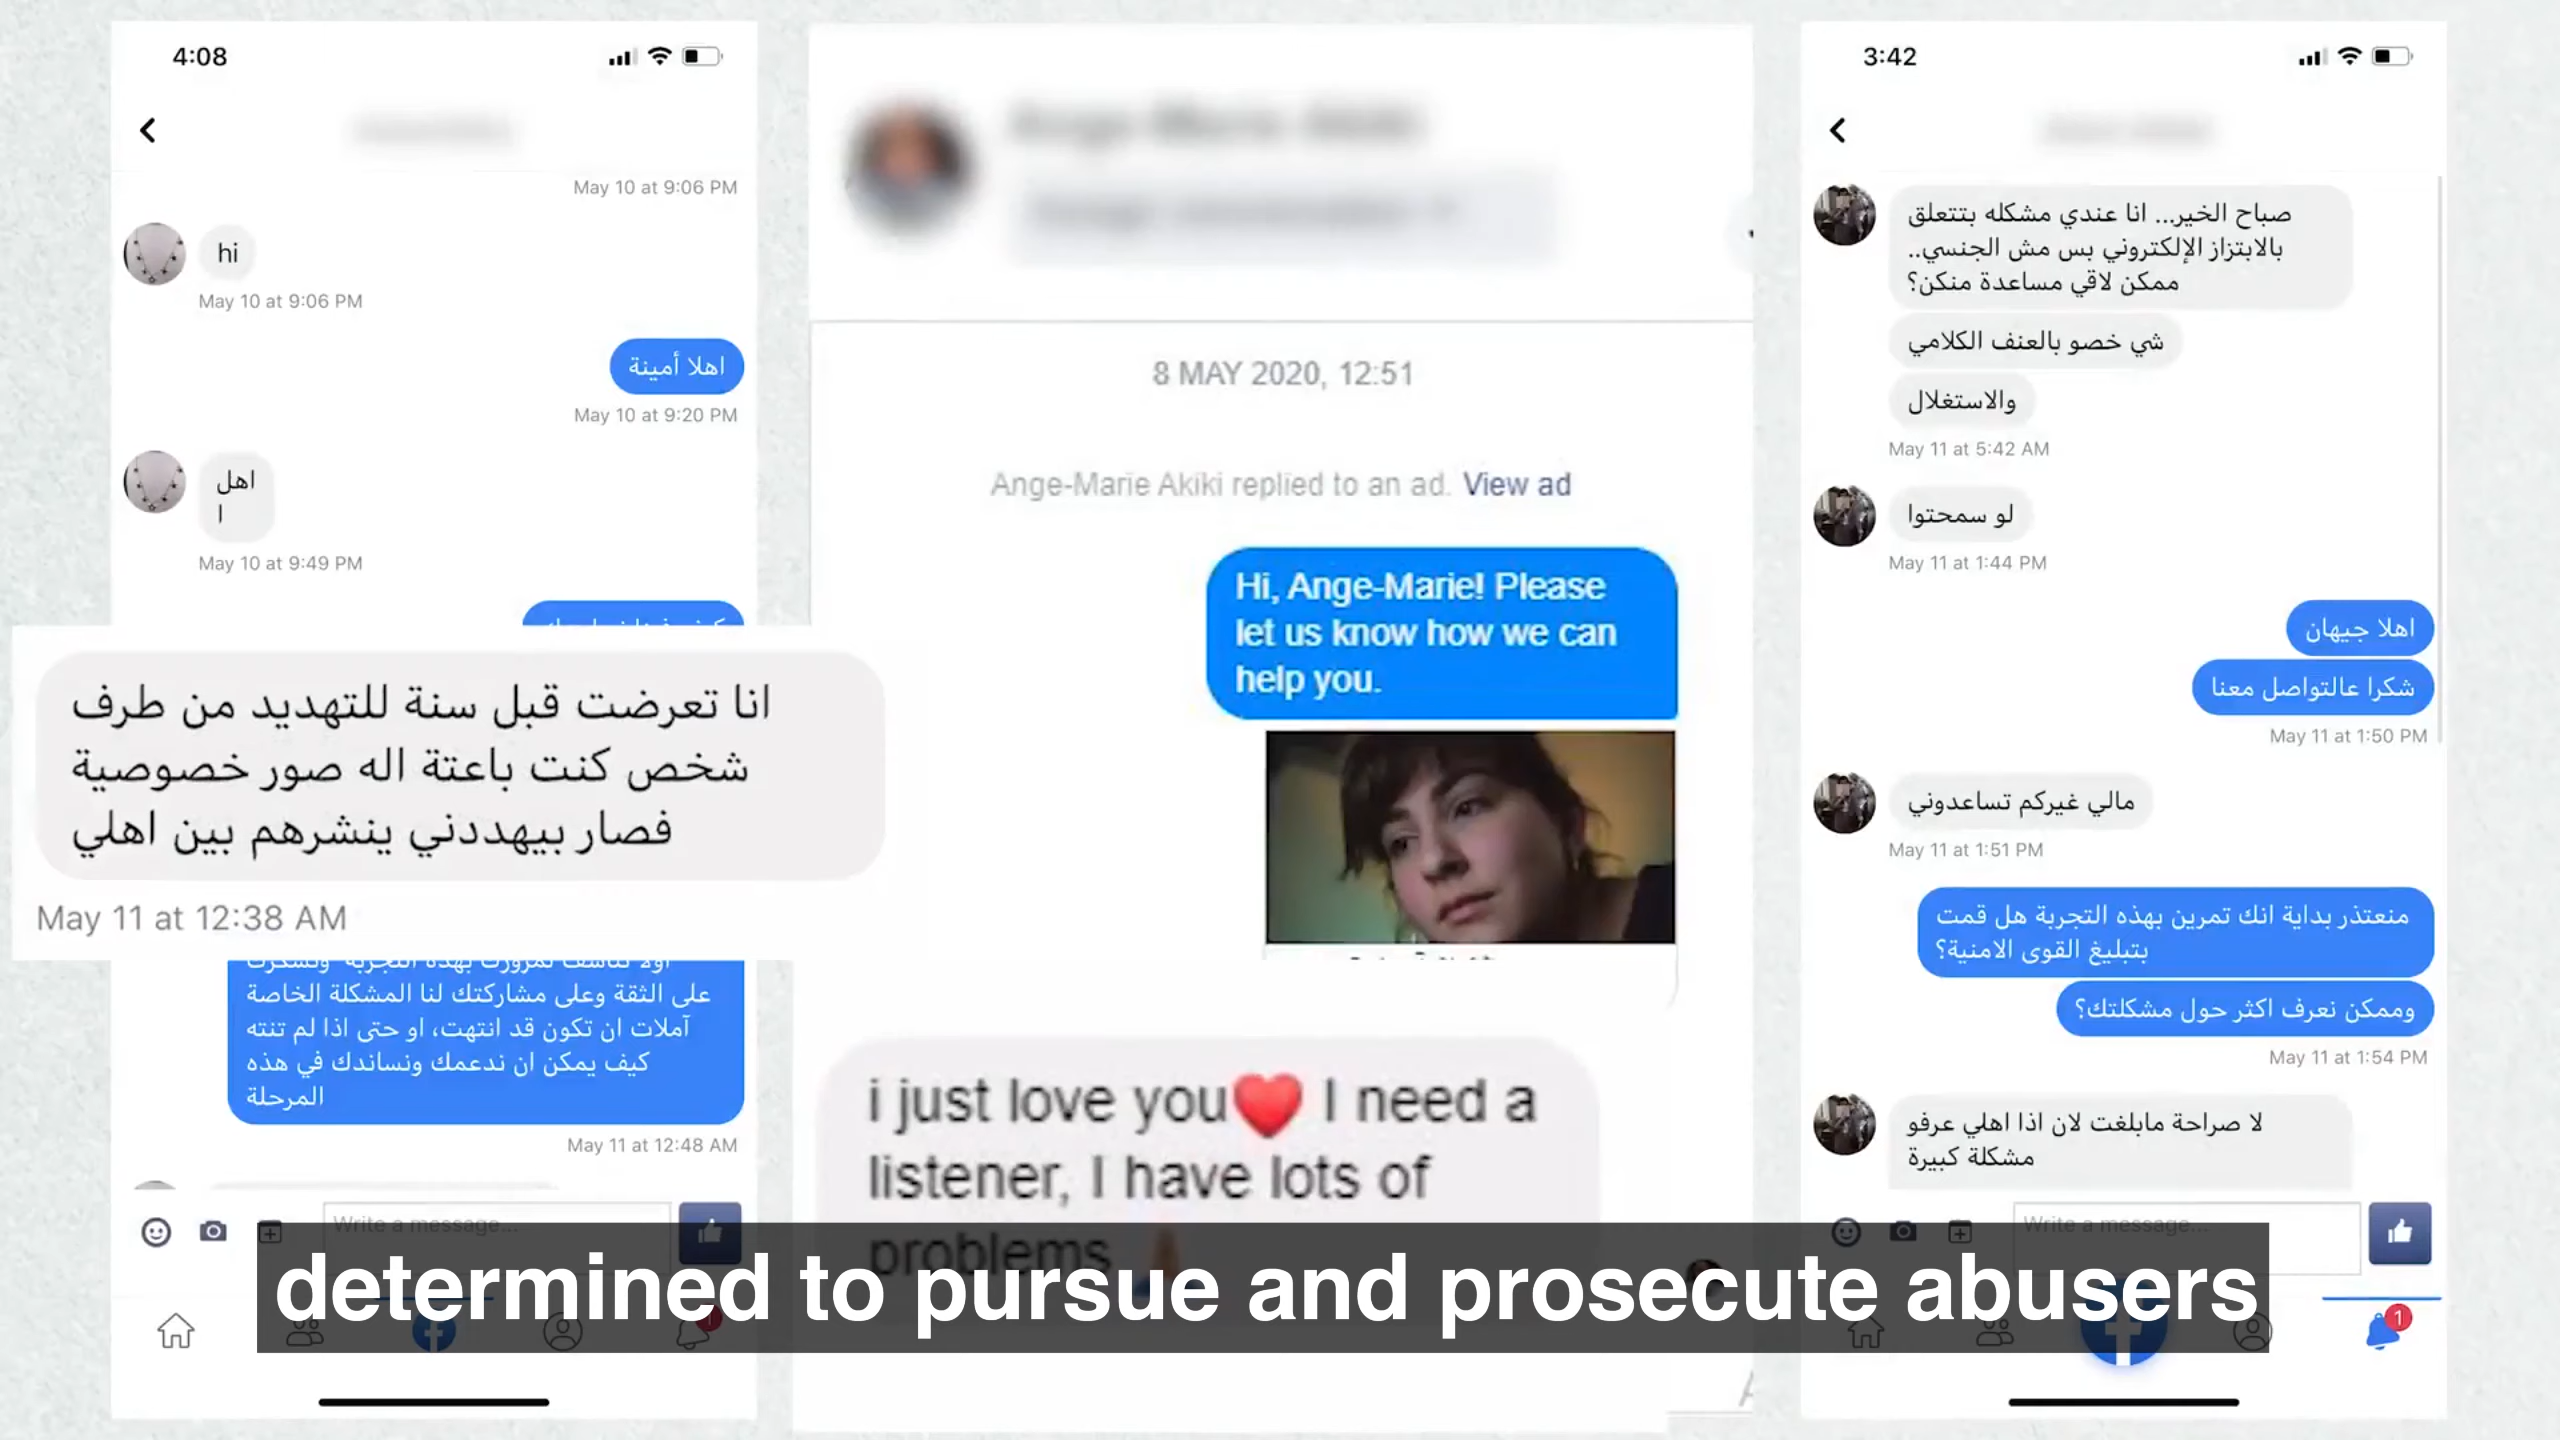 4:08
May 10 at 9:06 PM
hi
May 10 at 9:06 PM
اهلا أمينة
May 10 at 9:20 PM
اهل
ا
May 10 at 9:49 PM
انا تعرضت قبل سنة للتهديد من طرف
شخص كنت باعتة اله صور خصوصية
فصار بيهددني ينشرهم بين اهلي
May 11 at 12:38 AM
على الثقة وعلى مشاركتك لنا المشكلة الخاصة
آملات ان تكون قد انتهت، او حتى اذا لم تنته
كيف يمكن ان ندعمك ونساندك في هذه
المرحلة
May 11 at 12:48 AM
Write a message...
8 MAY 2020, 12:51
Ange-Marie Akiki replied to an ad. View ad
Hi, Ange-Marie! Please
let us know how we can
help you.
i just love you❤️ I need a
listener, I have lots of
problems
3:42
صباح الخير... انا عندي مشكله بتتعلق
بالابتزاز الإلكتروني بس مش الجنسي..
ممكن لاقي مساعدة منكن؟
شي خصو بالعنف الكلامي
والاستغلال
May 11 at 5:42 AM
لو سمحتوا
May 11 at 1:44 PM
اهلا جيهان
شكرا عالتواصل معنا
May 11 at 1:50 PM
مالي غيركم تساعدوني
May 11 at 1:51 PM
منعتذر بداية انك تمرين بهذه التجربة هل قمت
بتبليغ القوى الامنية؟
وممكن نعرف اكثر حول مشكلتك؟
May 11 at 1:54 PM
لا صراحة مابلغت لان اذا اهلي عرفو
مشكلة كبيرة
Write a message...
1
determined to pursue and prosecute abusers